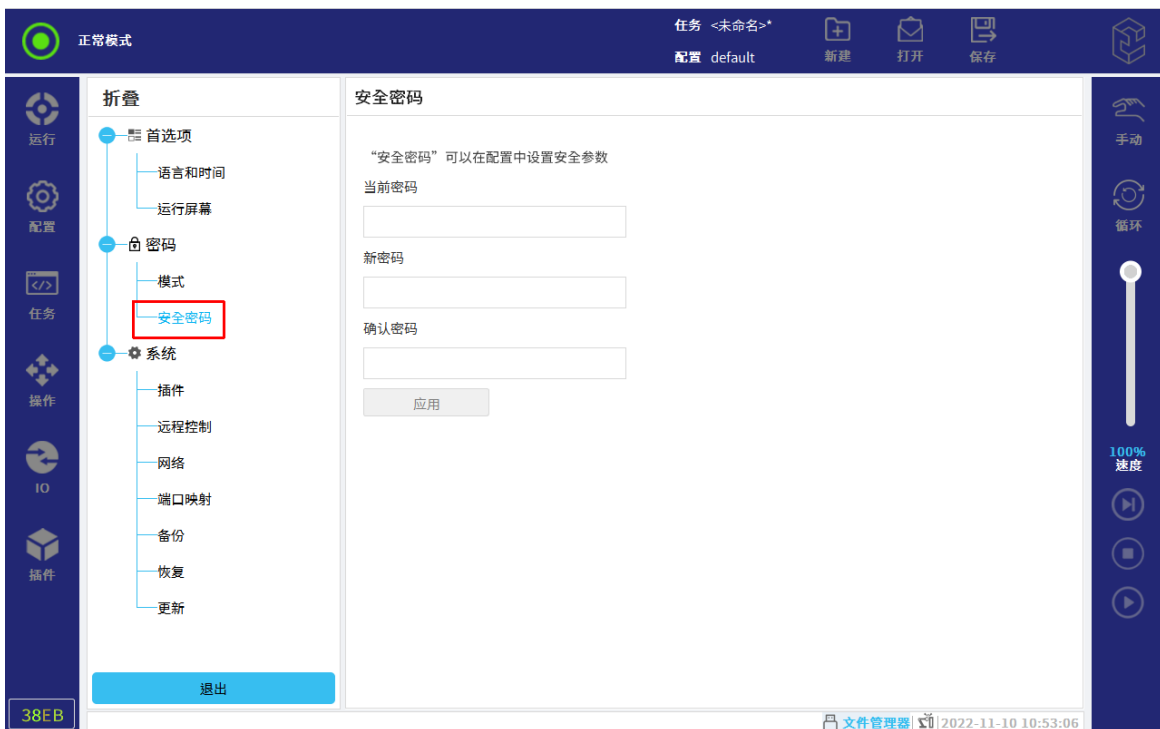 正常模式
任务 <未命名>*
配置 default
新建
打开
保存
运行
配置
任务
操作
IO
插件
38EB
折叠
首选项
语言和时间
运行屏幕
密码
模式
安全密码
系统
插件
远程控制
网络
端口映射
备份
恢复
更新
退出
安全密码
“安全密码”可以在配置中设置安全参数
当前密码
新密码
确认密码
应用
手动
循环
100%
速度
文件管理器
2022-11-10 10:53:06